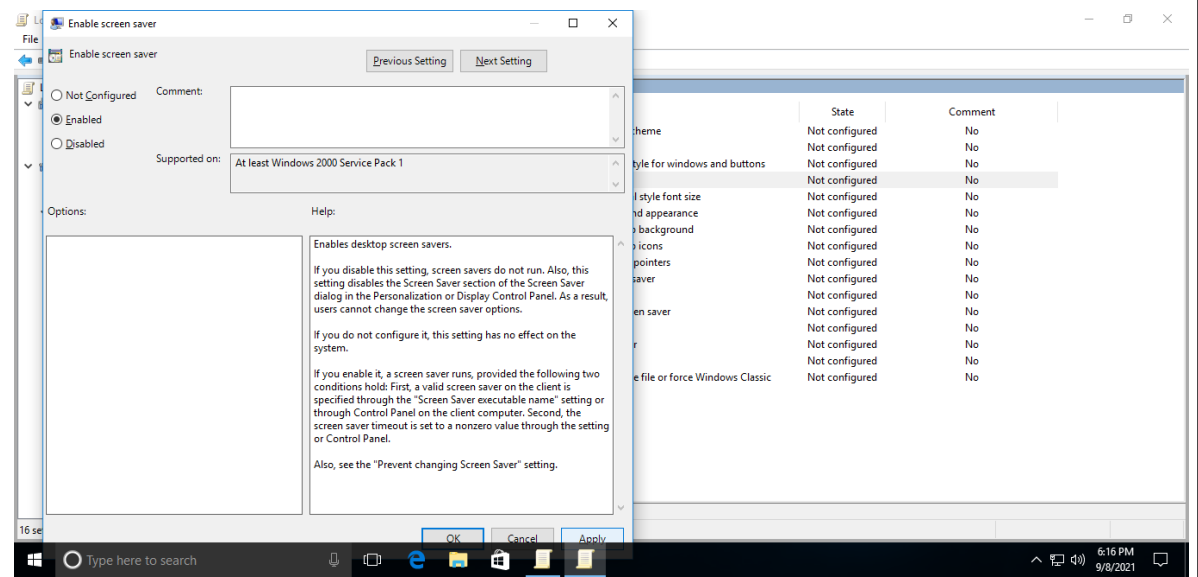 Enable screen saver
File
Enable screen saver
Previous Setting
Next Setting
Not Configured
Enabled
Disabled
Comment:
Supported on:
At least Windows 2000 Service Pack 1
Options:
Help:
Enables desktop screen savers.
If you disable this setting, screen savers do not run. Also, this
setting disables the Screen Saver section of the Screen Saver
dialog in the Personalization or Display Control Panel. As a result,
users cannot change the screen saver options.
If you do not configure it, this setting has no effect on the
system.
If you enable it, a screen saver runs, provided the following two
conditions hold: First, a valid screen saver on the client is
specified through the "Screen Saver executable name" setting or
through Control Panel on the client computer. Second, the
screen saver timeout is set to a nonzero value through the setting
or Control Panel.
Also, see the "Prevent changing Screen Saver" setting.
OK
Cancel
Apply
State Comment
Not configured No
Not configured No
style for windows and buttons Not configured No
Not configured No
style font size Not configured No
appearance Not configured No
background Not configured No
icons Not configured No
pointers Not configured No
saver Not configured No
Not configured No
saver Not configured No
Not configured No
Not configured No
Not configured No
file or force Windows Classic Not configured No
16
Type here to search
6:16 PM
9/8/2021